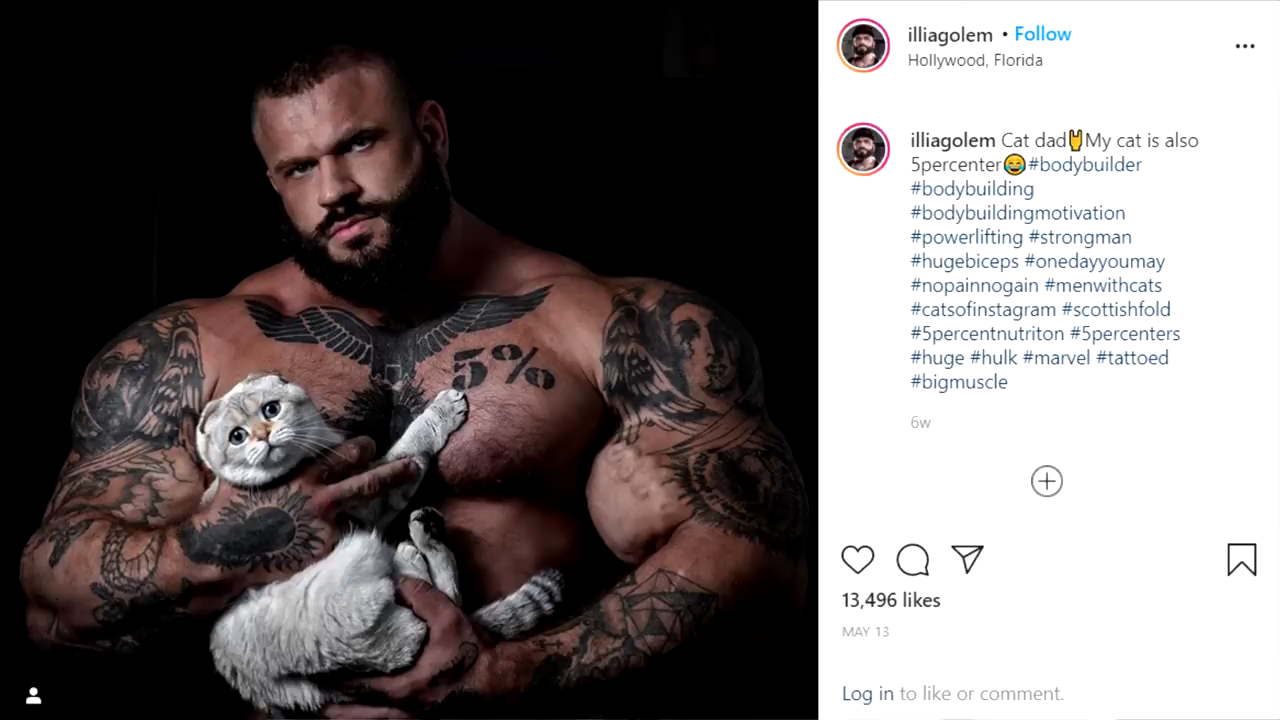 5%
illiagolem • Follow
Hollywood, Florida
illiagolem Cat dad🤘My cat is also
5percenter😂#bodybuilder
#bodybuilding
#bodybuildingmotivation
#powerlifting #strongman
#hugebiceps #onedayyoumay
#nopainnogain #menwithcats
#catsofinstagram #scottishfold
#5percentnutriton #5percenters
#huge #hulk #marvel #tattoed
#bigmuscle
6w
13,496 likes
MAY 13
Log in to like or comment.